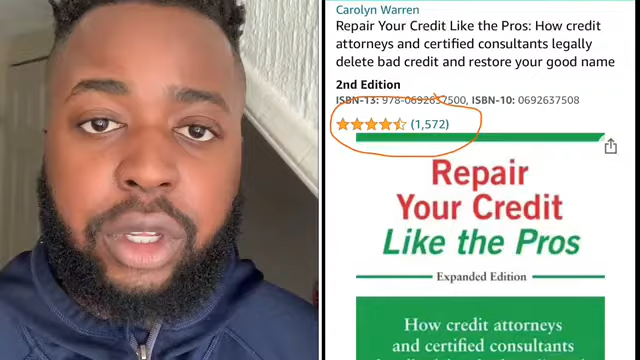 Carolyn Warren
Repair Your Credit Like the Pros: How credit
attorneys and certified consultants legally
delete bad credit and restore your good name
2nd Edition
ISBN-13: 978-0692637500, ISBN-10: 0692637508
(1,572)
Repair
Your Credit
Like the Pros
Expanded Edition
How credit attorneys
and certified consultants